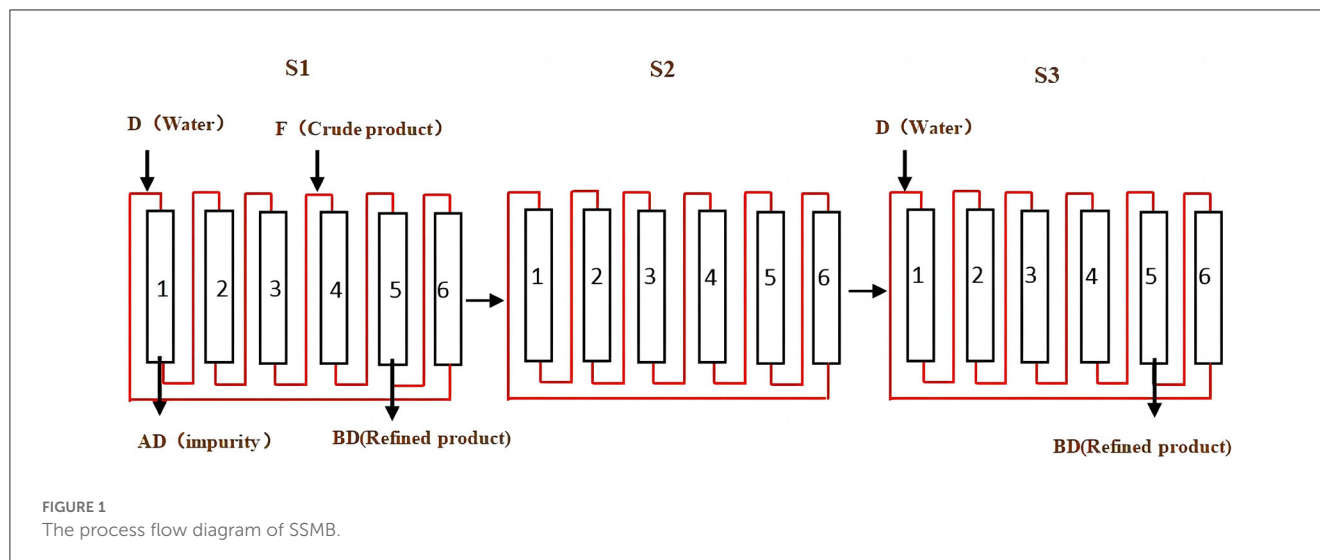 S1
S2
S3
D（Water）
F（Crude product）
D（Water）
1 2 3 4 5 6
1 2 3 4 5 6
1 2 3 4 5 6
AD（impurity）
BD(Refined product)
BD(Refined product)
FIGURE 1
The process flow diagram of SSMB.